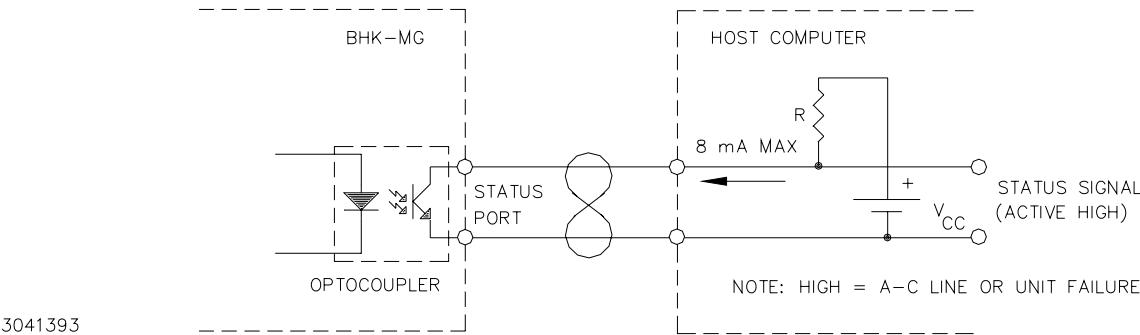 BHK-MG
HOST COMPUTER
R
8 mA MAX
STATUS
PORT
+
V
CC
STATUS SIGNAL
(ACTIVE HIGH)
OPTOCOUPLER
NOTE: HIGH = A-C LINE OR UNIT FAILURE
3041393